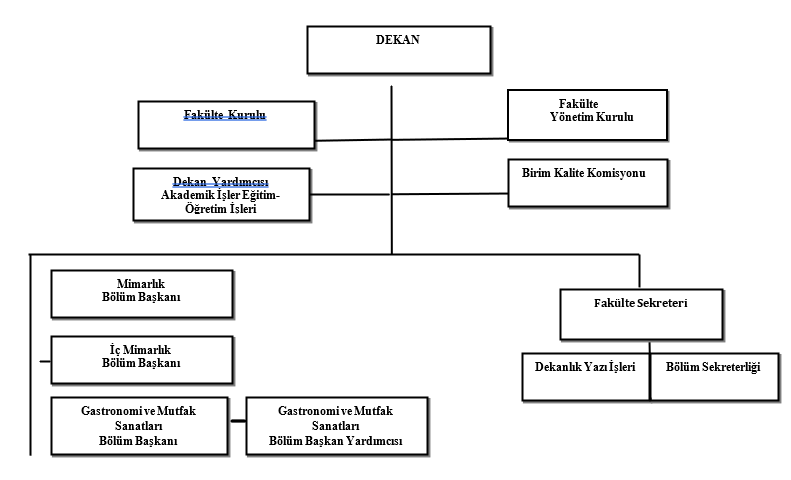 DEKAN
Fakülte Kurulu
Fakülte
Yönetim Kurulu
Dekan Yardımcısı
Akademik İşler Eğitim-
Öğretim İşleri
Birim Kalite Komisyonu
Mimarlık
Bölüm Başkanı
Fakülte Sekreteri
İç Mimarlık
Bölüm Başkanı
Dekanlık Yazı İşleri
Bölüm Sekreterliği
Gastronomi ve Mutfak
Sanatları
Bölüm Başkanı
Gastronomi ve Mutfak
Sanatları
Bölüm Başkan Yardımcısı